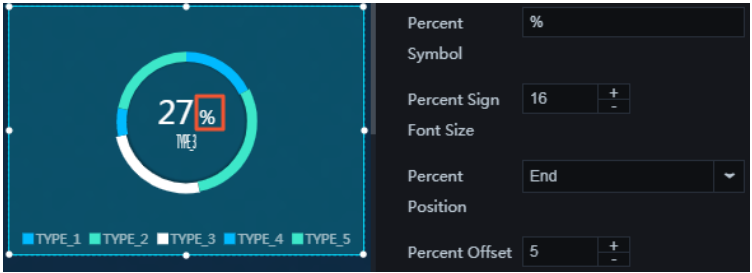 27 %
TYPE_3
TYPE_1 TYPE_2 TYPE_3 TYPE_4 TYPE_5
Percent Symbol
%
Percent Sign Font Size
16
+
-
Percent Position
End
Percent Offset
5
+
-